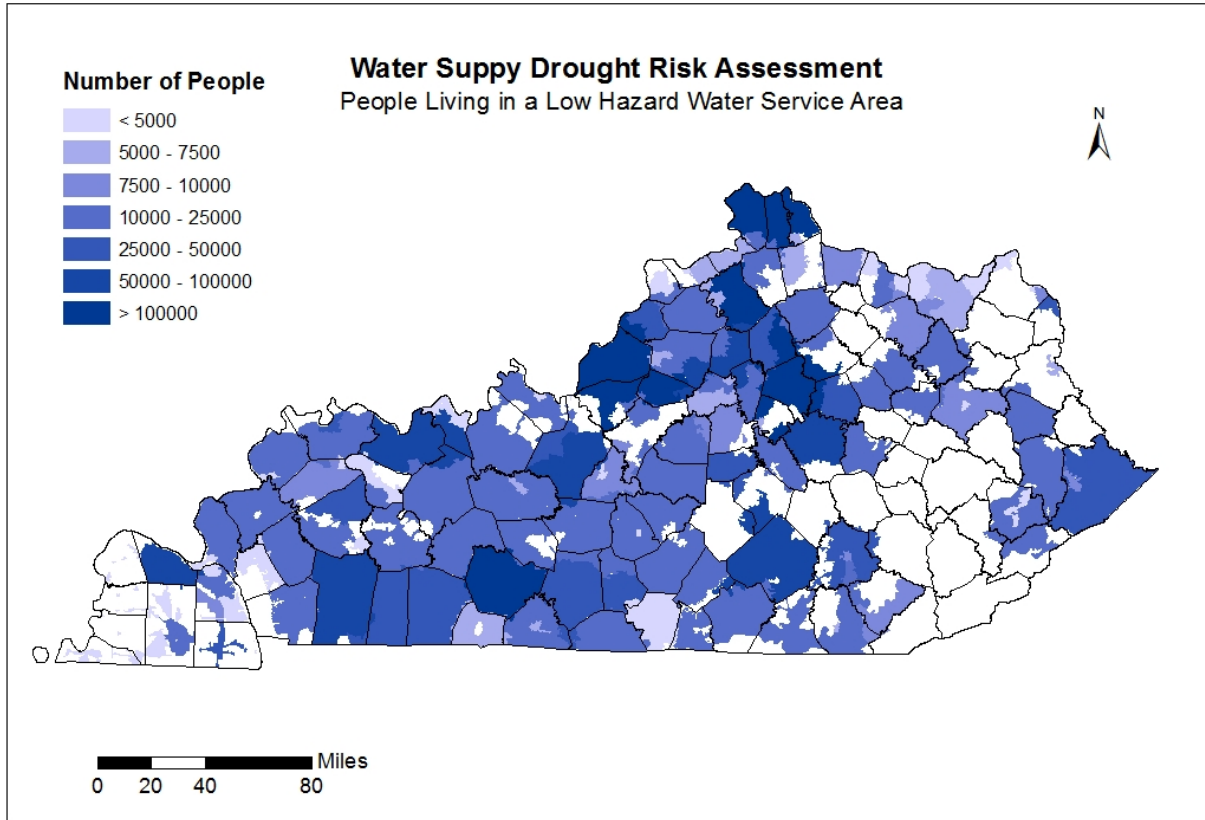 Water Suppy Drought Risk Assessment
People Living in a Low Hazard Water Service Area
Number of People
< 5000
5000 - 7500
7500 - 10000
10000 - 25000
25000 - 50000
50000 - 100000
> 100000
N
Miles
0 20 40 80